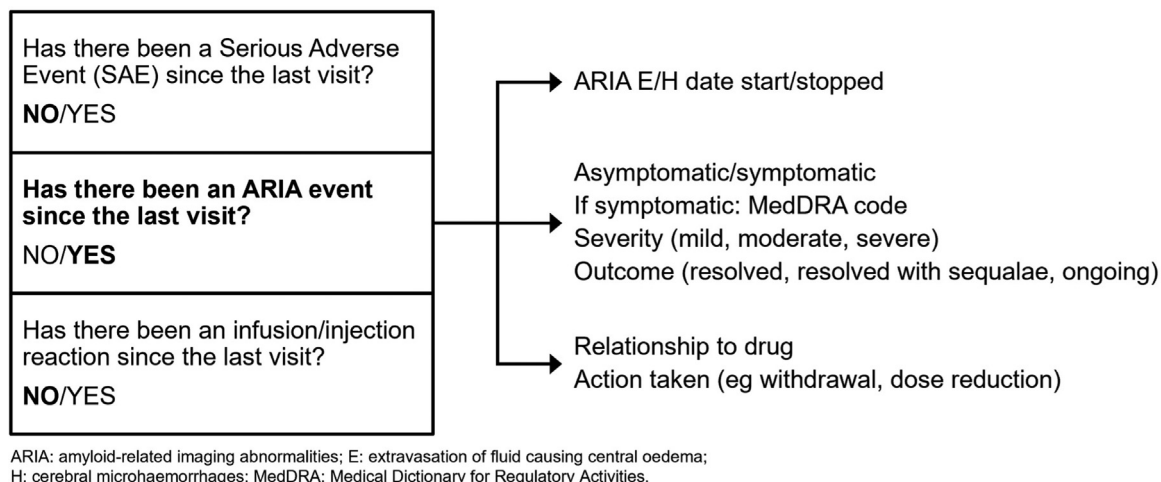 Has there been a Serious Adverse
Event (SAE) since the last visit?
NO/YES
Has there been an ARIA event
since the last visit?
NO/YES
Has there been an infusion/injection
reaction since the last visit?
NO/YES
ARIA E/H date start/stopped
Asymptomatic/symptomatic
If symptomatic: MedDRA code
Severity (mild, moderate, severe)
Outcome (resolved, resolved with sequalae, ongoing)
Relationship to drug
Action taken (eg withdrawal, dose reduction)
ARIA: amyloid-related imaging abnormalities; E: extravasation of fluid causing central oedema;
H: cerebral microhaemorrhages; MedDRA: Medical Dictionary for Regulatory Activities.